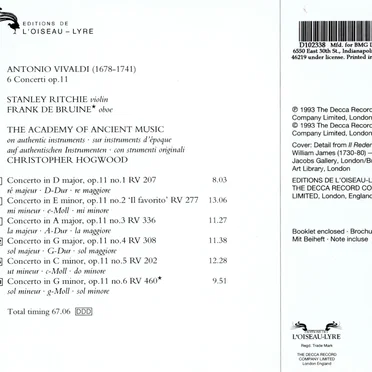 EDITIONS DE
L'OISEAU-LYRE
ANTONIO VIVALDI (1678-1741)
6 Concerti op.11
STANLEY RITCHIE violin
FRANK DE BRUINE* oboe
THE ACADEMY OF ANCIENT MUSIC
on authentic instruments · sur instruments d'époque
auf authentischen Instrumenten · con strumenti originali
CHRISTOPHER HOGWOOD
Concerto in D major, op.11 no.1 RV 207 8.03
ré majeur · D-Dur · re maggiore
Concerto in E minor, op.11 no.2 'Il favorito' RV 277 13.06
mi mineur · e-Moll · mi minore
Concerto in A major, op.11 no.3 RV 336 11.27
la majeur · A-Dur · la maggiore
Concerto in G major, op.11 no.4 RV 308 11.38
sol majeur · G-Dur · sol maggiore
Concerto in C minor, op.11 no.5 RV 202 12.28
ut mineur · c-Moll · do minore
Concerto in G minor, op.11 no.6 RV 460* 9.51
sol mineur · g-Moll · sol minore
Total timing 67.06 DDD
D102338 Mfd. for BMG D
6550 East 30th St., Indianapol
46219 under license. Printed in
℗ 1993 The Decca Record
Company Limited, London
© 1993 The Decca Record
Company Limited, London
Cover: Detail from Il Reden
William James (1730-80) –
Jacobs Gallery, London/Br
Art Library, London
EDITIONS DE L'OISEAU-LY
THE DECCA RECORD CO
LIMITED, LONDON, ENGLAN
Booklet enclosed · Brochu
Mit Beiheft · Note incluse
EDITIONS DE
L'OISEAU-LYRE
Regd. Trade Mark
THE DECCA RECORD
COMPANY LIMITED
London England